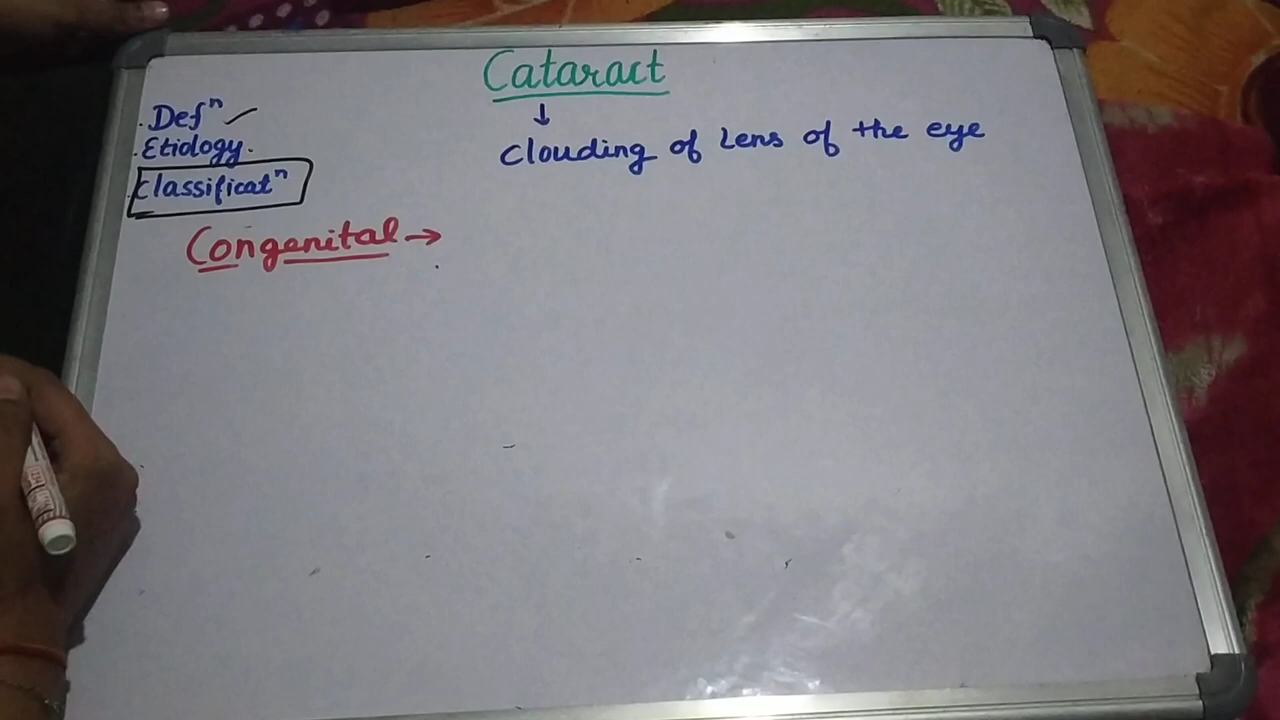 Cataract
↓
. Defⁿ ✓
clouding of Lens of the eye
. Etiology.
. Classificatⁿ
Congenital →